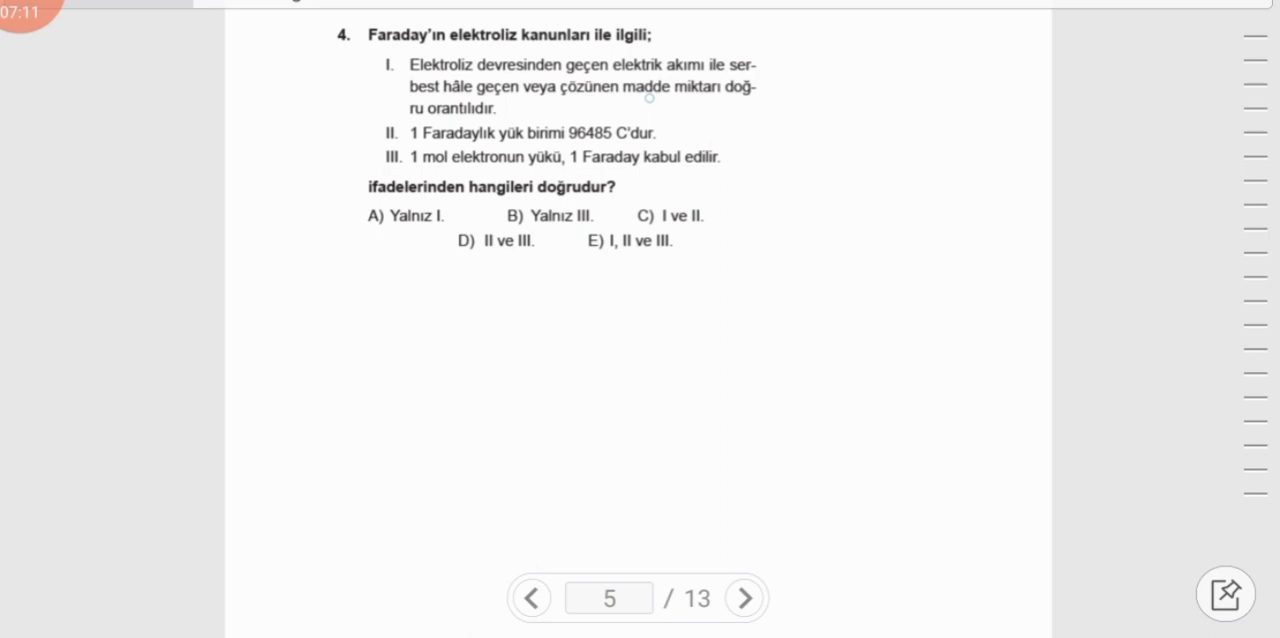 07:11
4. Faraday'ın elektroliz kanunları ile ilgili;
I. Elektroliz devresinden geçen elektrik akımı ile ser-
best hâle geçen veya çözünen madde miktarı doğ-
ru orantılıdır.
II. 1 Faradaylık yük birimi 96485 C'dur.
III. 1 mol elektronun yükü, 1 Faraday kabul edilir.
ifadelerinden hangileri doğrudur?
A) Yalnız I. B) Yalnız III. C) I ve II.
D) II ve III. E) I, II ve III.
5 / 13